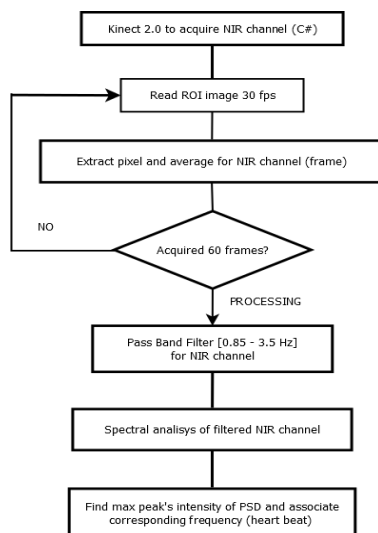 Kinect 2.0 to acquire NIR channel (C#)
Read ROI image 30 fps
Extract pixel and average for NIR channel (frame)
NO
Acquired 60 frames?
PROCESSING
Pass Band Filter [0.85 - 3.5 Hz]
for NIR channel
Spectral analisys of filtered NIR channel
Find max peak's intensity of PSD and associate
corresponding frequency (heart beat)